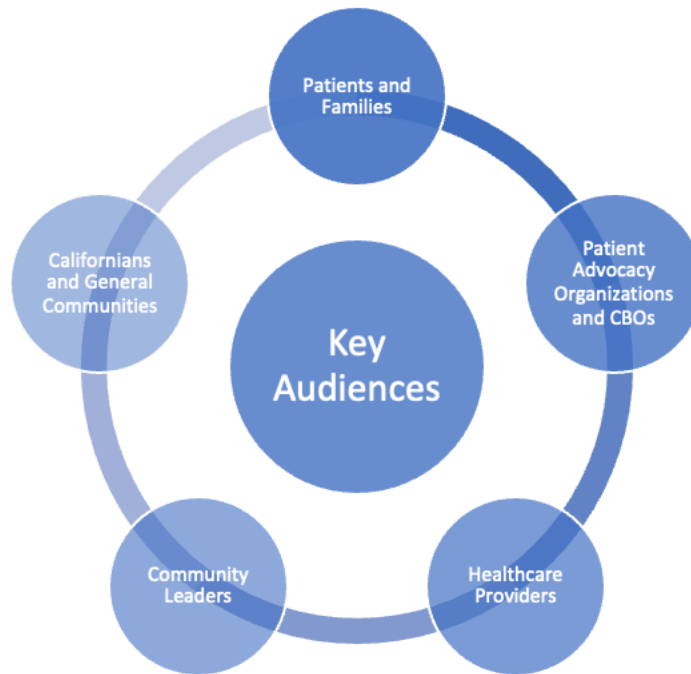 Patients and
Families
Patient
Advocacy
Organizations
and CBOs
Healthcare
Providers
Community
Leaders
Californians
and General
Communities
Key
Audiences